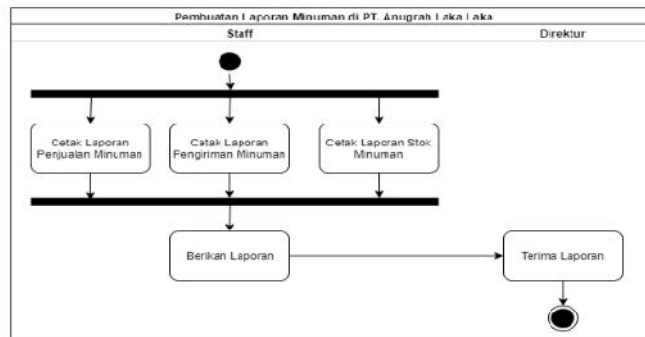 Pembuatan Laporan Minuman di PT. Anugrah Laka Laka
Staff
Direktur
Cetak Laporan
Penjualan Minuman
Cetak Laporan
Pengiriman Minuman
Cetak Laporan Stok
Minuman
Berikan Laporan
Terima Laporan